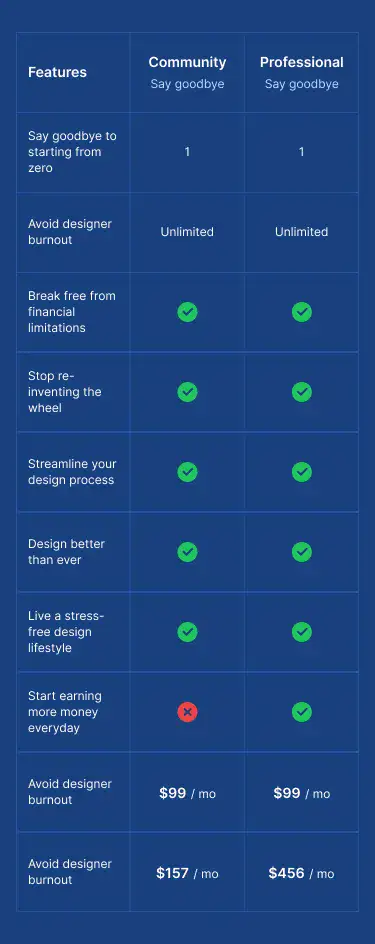 Features
Community
Say goodbye
Professional
Say goodbye
Say goodbye to
starting from
zero
1
1
Avoid designer
burnout
Unlimited
Unlimited
Break free from
financial
limitations
Stop re-
inventing the
wheel
Streamline your
design process
Design better
than ever
Live a stress-
free design
lifestyle
Start earning
more money
everyday
Avoid designer
burnout
$99 / mo
$99 / mo
Avoid designer
burnout
$157 / mo
$456 / mo